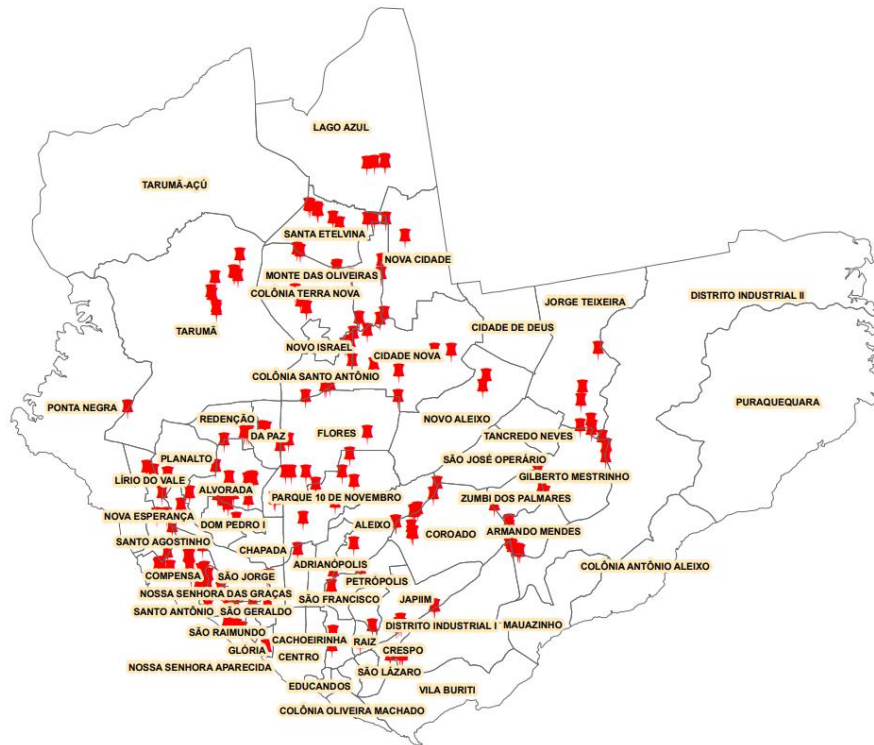 LAGO AZUL
TARUMÃ-AÇÚ
SANTA ETELVINA
NOVA CIDADE
MONTE DAS OLIVEIRAS
COLÔNIA TERRA NOVA
JORGE TEIXEIRA
DISTRITO INDUSTRIAL II
TARUMÃ
CIDADE DE DEUS
NOVO ISRAEL
CIDADE NOVA
COLÔNIA SANTO ANTÔNIO
PURAQUEQUARA
PONTA NEGRA
REDENÇÃO
NOVO ALEIXO
DA PAZ
FLORES
TANCREDO NEVES
PLANALTO
SÃO JOSÉ OPERÁRIO
LÍRIO DO VALE
GILBERTO MESTRINHO
ALVORADA
PARQUE 10 DE NOVEMBRO
ZUMBI DOS PALMARES
NOVA ESPERANÇA
DOM PEDRO I
ALEIXO
COROADO
ARMANDO MENDES
SANTO AGOSTINHO
CHAPADA
ADRIANÓPOLIS
COLÔNIA ANTÔNIO ALEIXO
COMPENSA
SÃO JORGE
PETRÓPOLIS
NOSSA SENHORA DAS GRAÇAS
SÃO FRANCISCO
JAPIIM
SANTO ANTÔNIO
SÃO GERALDO
DISTRITO INDUSTRIAL I
MAUAZINHO
SÃO RAIMUNDO
CACHOEIRINHA
RAIZ
GLÓRIA
CENTRO
CRESPO
NOSSA SENHORA APARECIDA
SÃO LÁZARO
EDUCANDOS
VILA BURITI
COLÔNIA OLIVEIRA MACHADO